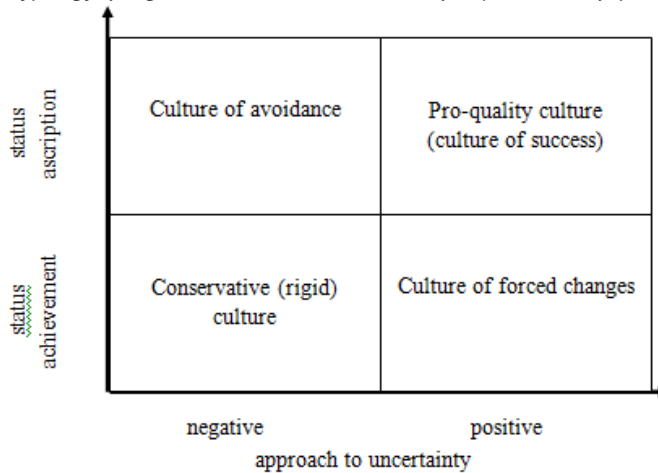 status
ascription
Culture of avoidance
Pro-quality culture
(culture of success)
status
achievement
Conservative (rigid)
culture
Culture of forced changes
negative
positive
approach to uncertainty